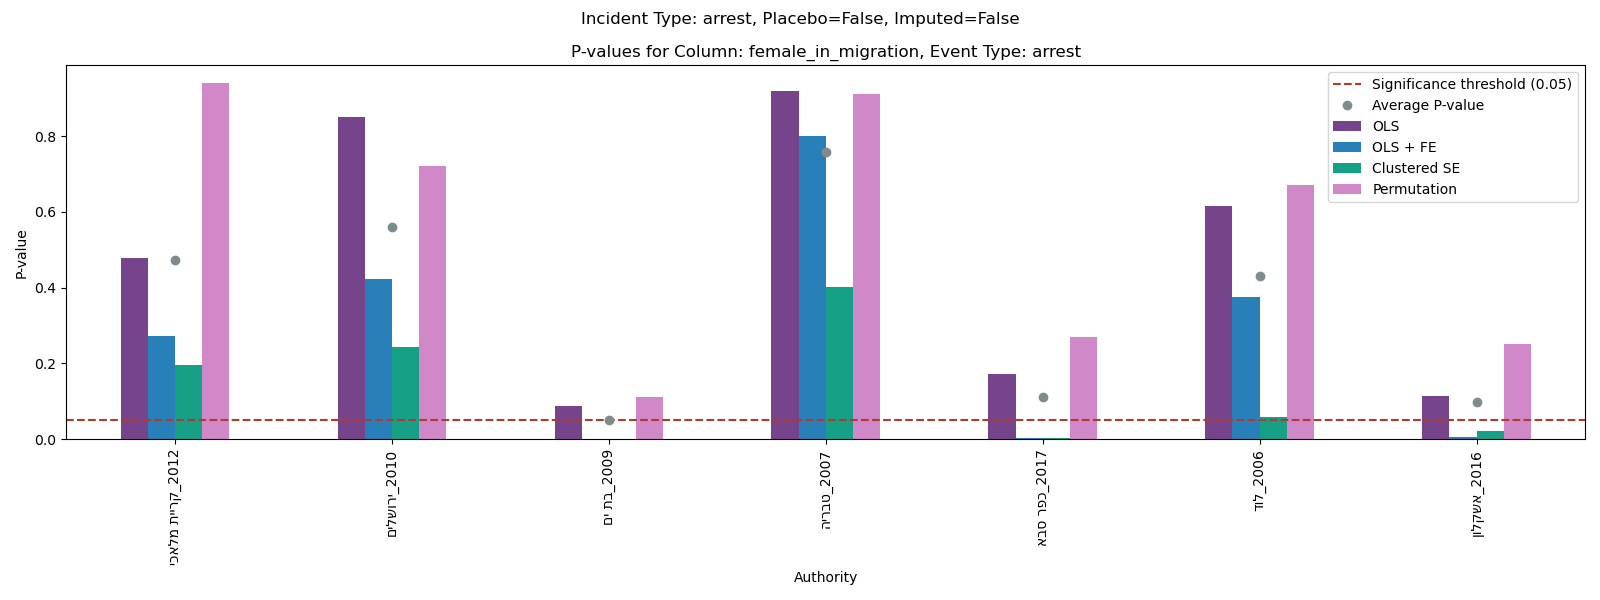 Incident Type: arrest, Placebo=False, Imputed=False
P-values for Column: female_in_migration, Event Type: arrest
Significance threshold (0.05)
Average P-value
OLS
OLS + FE
Clustered SE
Permutation
P-value
0.8
0.6
0.4
0.2
0.0
קריית מלאכי_2012
ירושלים_2010
בת ים_2009
טבריה_2007
כפר סבא_2017
לוד_2006
אשקלון_2016
Authority